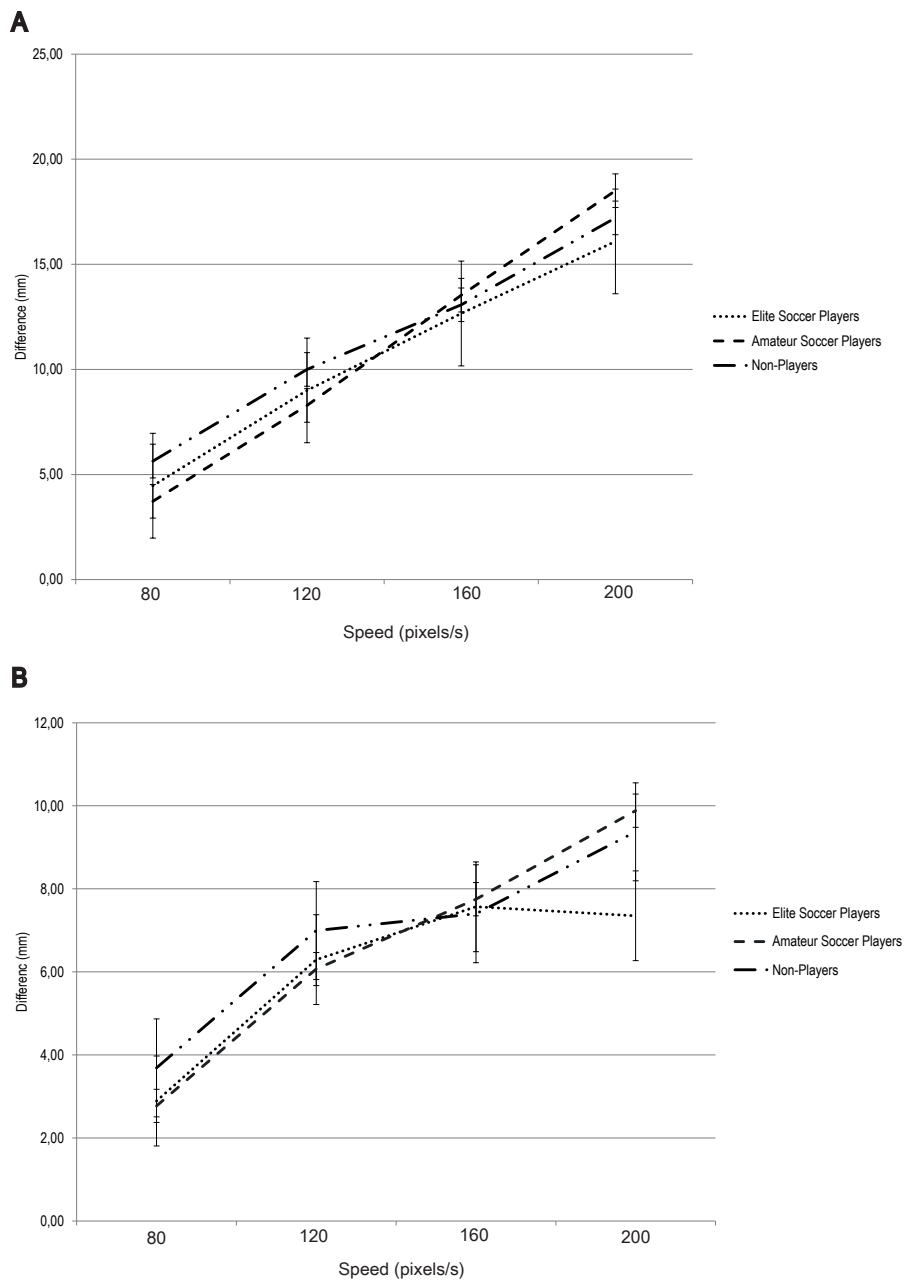 A
25,00
20,00
15,00
10,00
5,00
0,00
Difference (mm)
80 120 160 200
Speed (pixels/s)
Elite Soccer Players
Amateur Soccer Players
Non-Players
B
12,00
10,00
8,00
6,00
4,00
2,00
0,00
Differenc (mm)
80 120 160 200
Speed (pixels/s)
Elite Soccer Players
Amateur Soccer Players
Non-Players